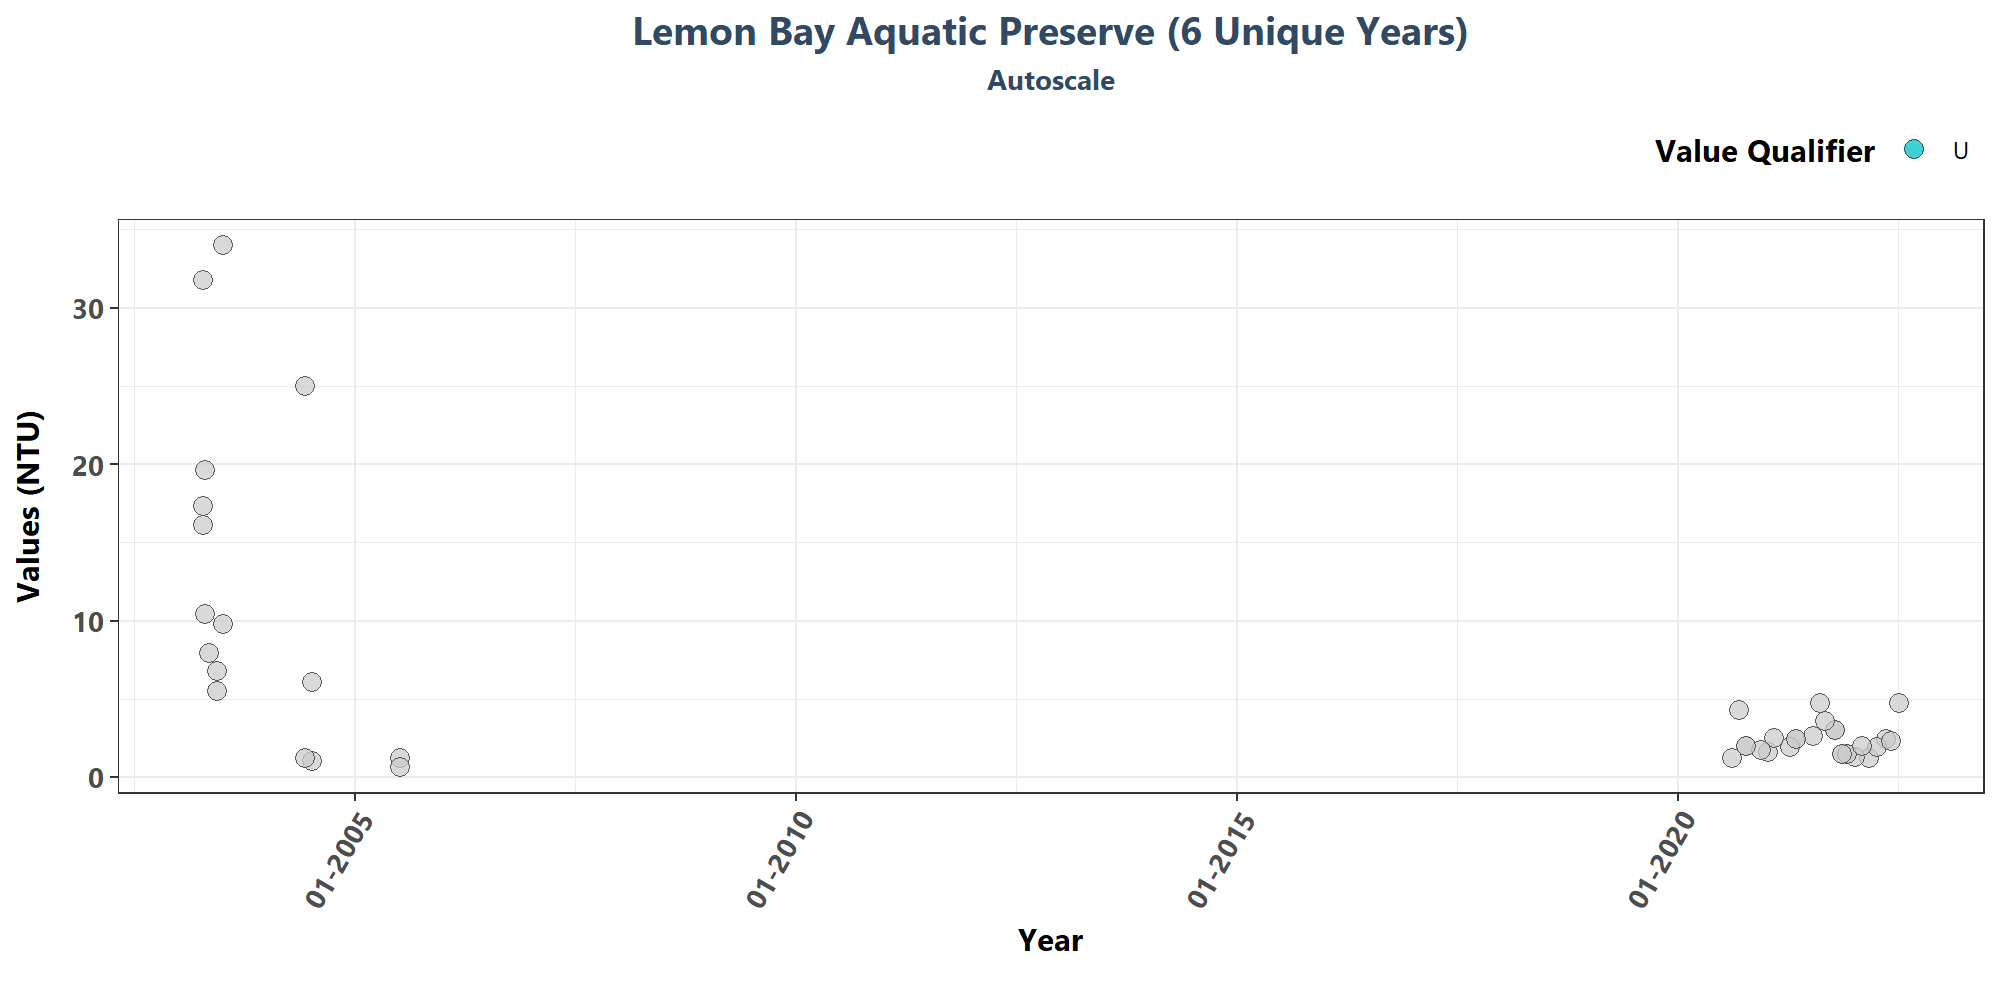 Lemon Bay Aquatic Preserve (6 Unique Years)
Autoscale
Value Qualifier U
Values (NTU)
30
20
10
0
01-2005 01-2010 01-2015 01-2020
Year